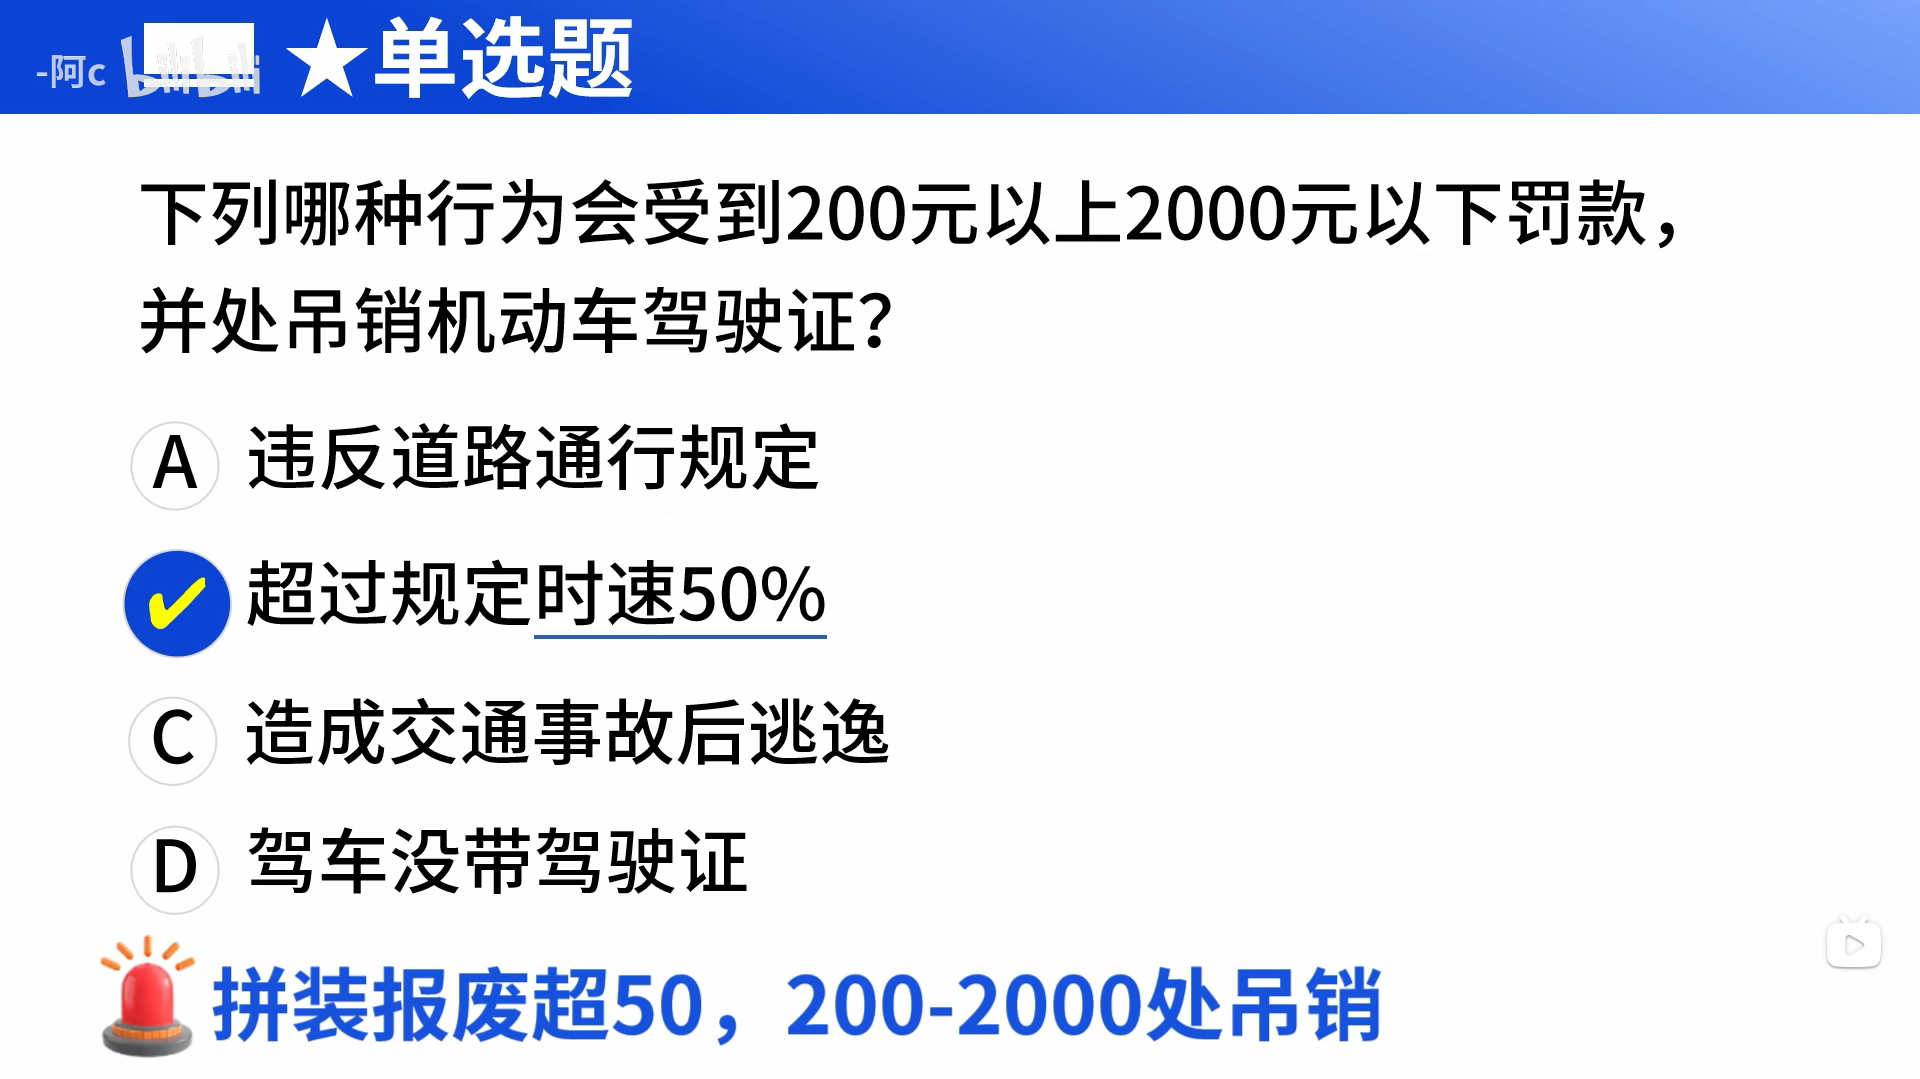 -阿c bilibili ★单选题
下列哪种行为会受到200元以上2000元以下罚款，
并处吊销机动车驾驶证？
A 违反道路通行规定
✔ 超过规定时速50%
C 造成交通事故后逃逸
D 驾车没带驾驶证
拼装报废超50，200-2000处吊销